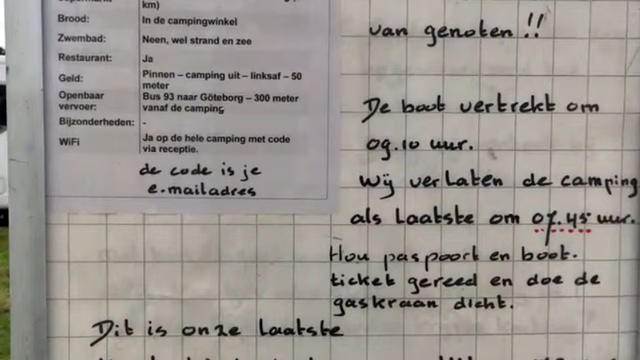 km)
Brood: In de campingwinkel
Zwembad: Neen, wel strand en zee
Restaurant: Ja
Geld: Pinnen – camping uit – linksaf – 50
meter
Openbaar vervoer: Bus 93 naar Göteborg – 300 meter
vanaf de camping
Bijzonderheden: -
WiFi Ja op de hele camping met code
via receptie.
de code is je
e-mailadres
van genoten !!
De boot vertrekt om
09.10 uur.
Wij verlaten de camping
als laatste om 07.45 uur.
Hou paspoort en boot.
ticket gereed en doe de
gaskraan dicht.
Dit is onze laatste